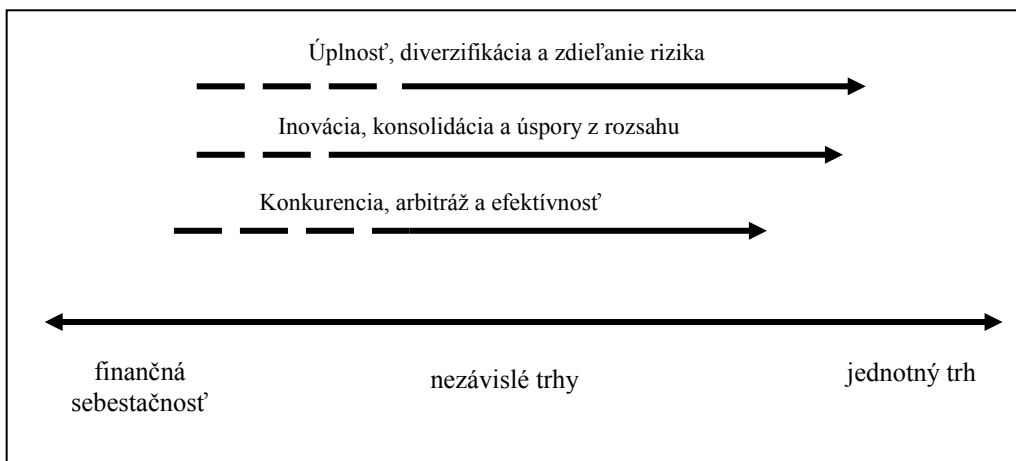 Úplnosť, diverzifikácia a zdieľanie rizika
Inovácia, konsolidácia a úspory z rozsahu
Konkurencia, arbitráž a efektívnosť
finančná
sebestačnosť
nezávislé trhy
jednotný trh